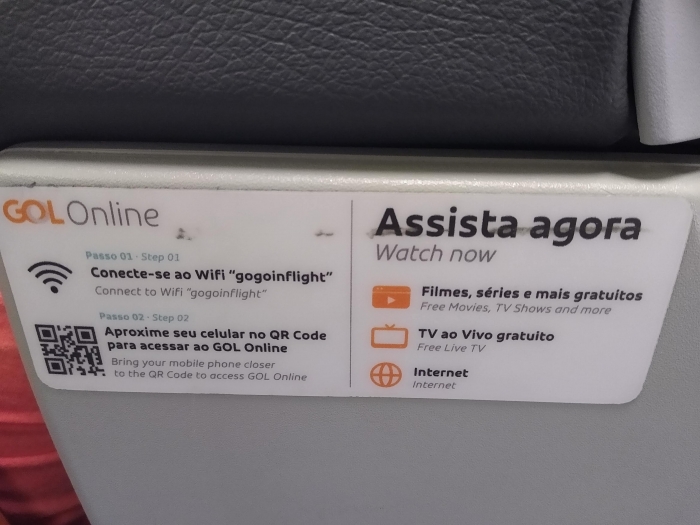 GOL Online
Passo 01 · Step 01
Conecte-se ao Wifi "gogoinflight"
Connect to Wifi "gogoinflight"
Passo 02 · Step 02
Aproxime seu celular no QR Code
para acessar ao GOL Online
Bring your mobile phone closer
to the QR Code to access GOL Online
Assista agora
Watch now
Filmes, séries e mais gratuitos
Free Movies, TV Shows and more
TV ao Vivo gratuito
Free Live TV
Internet
Internet